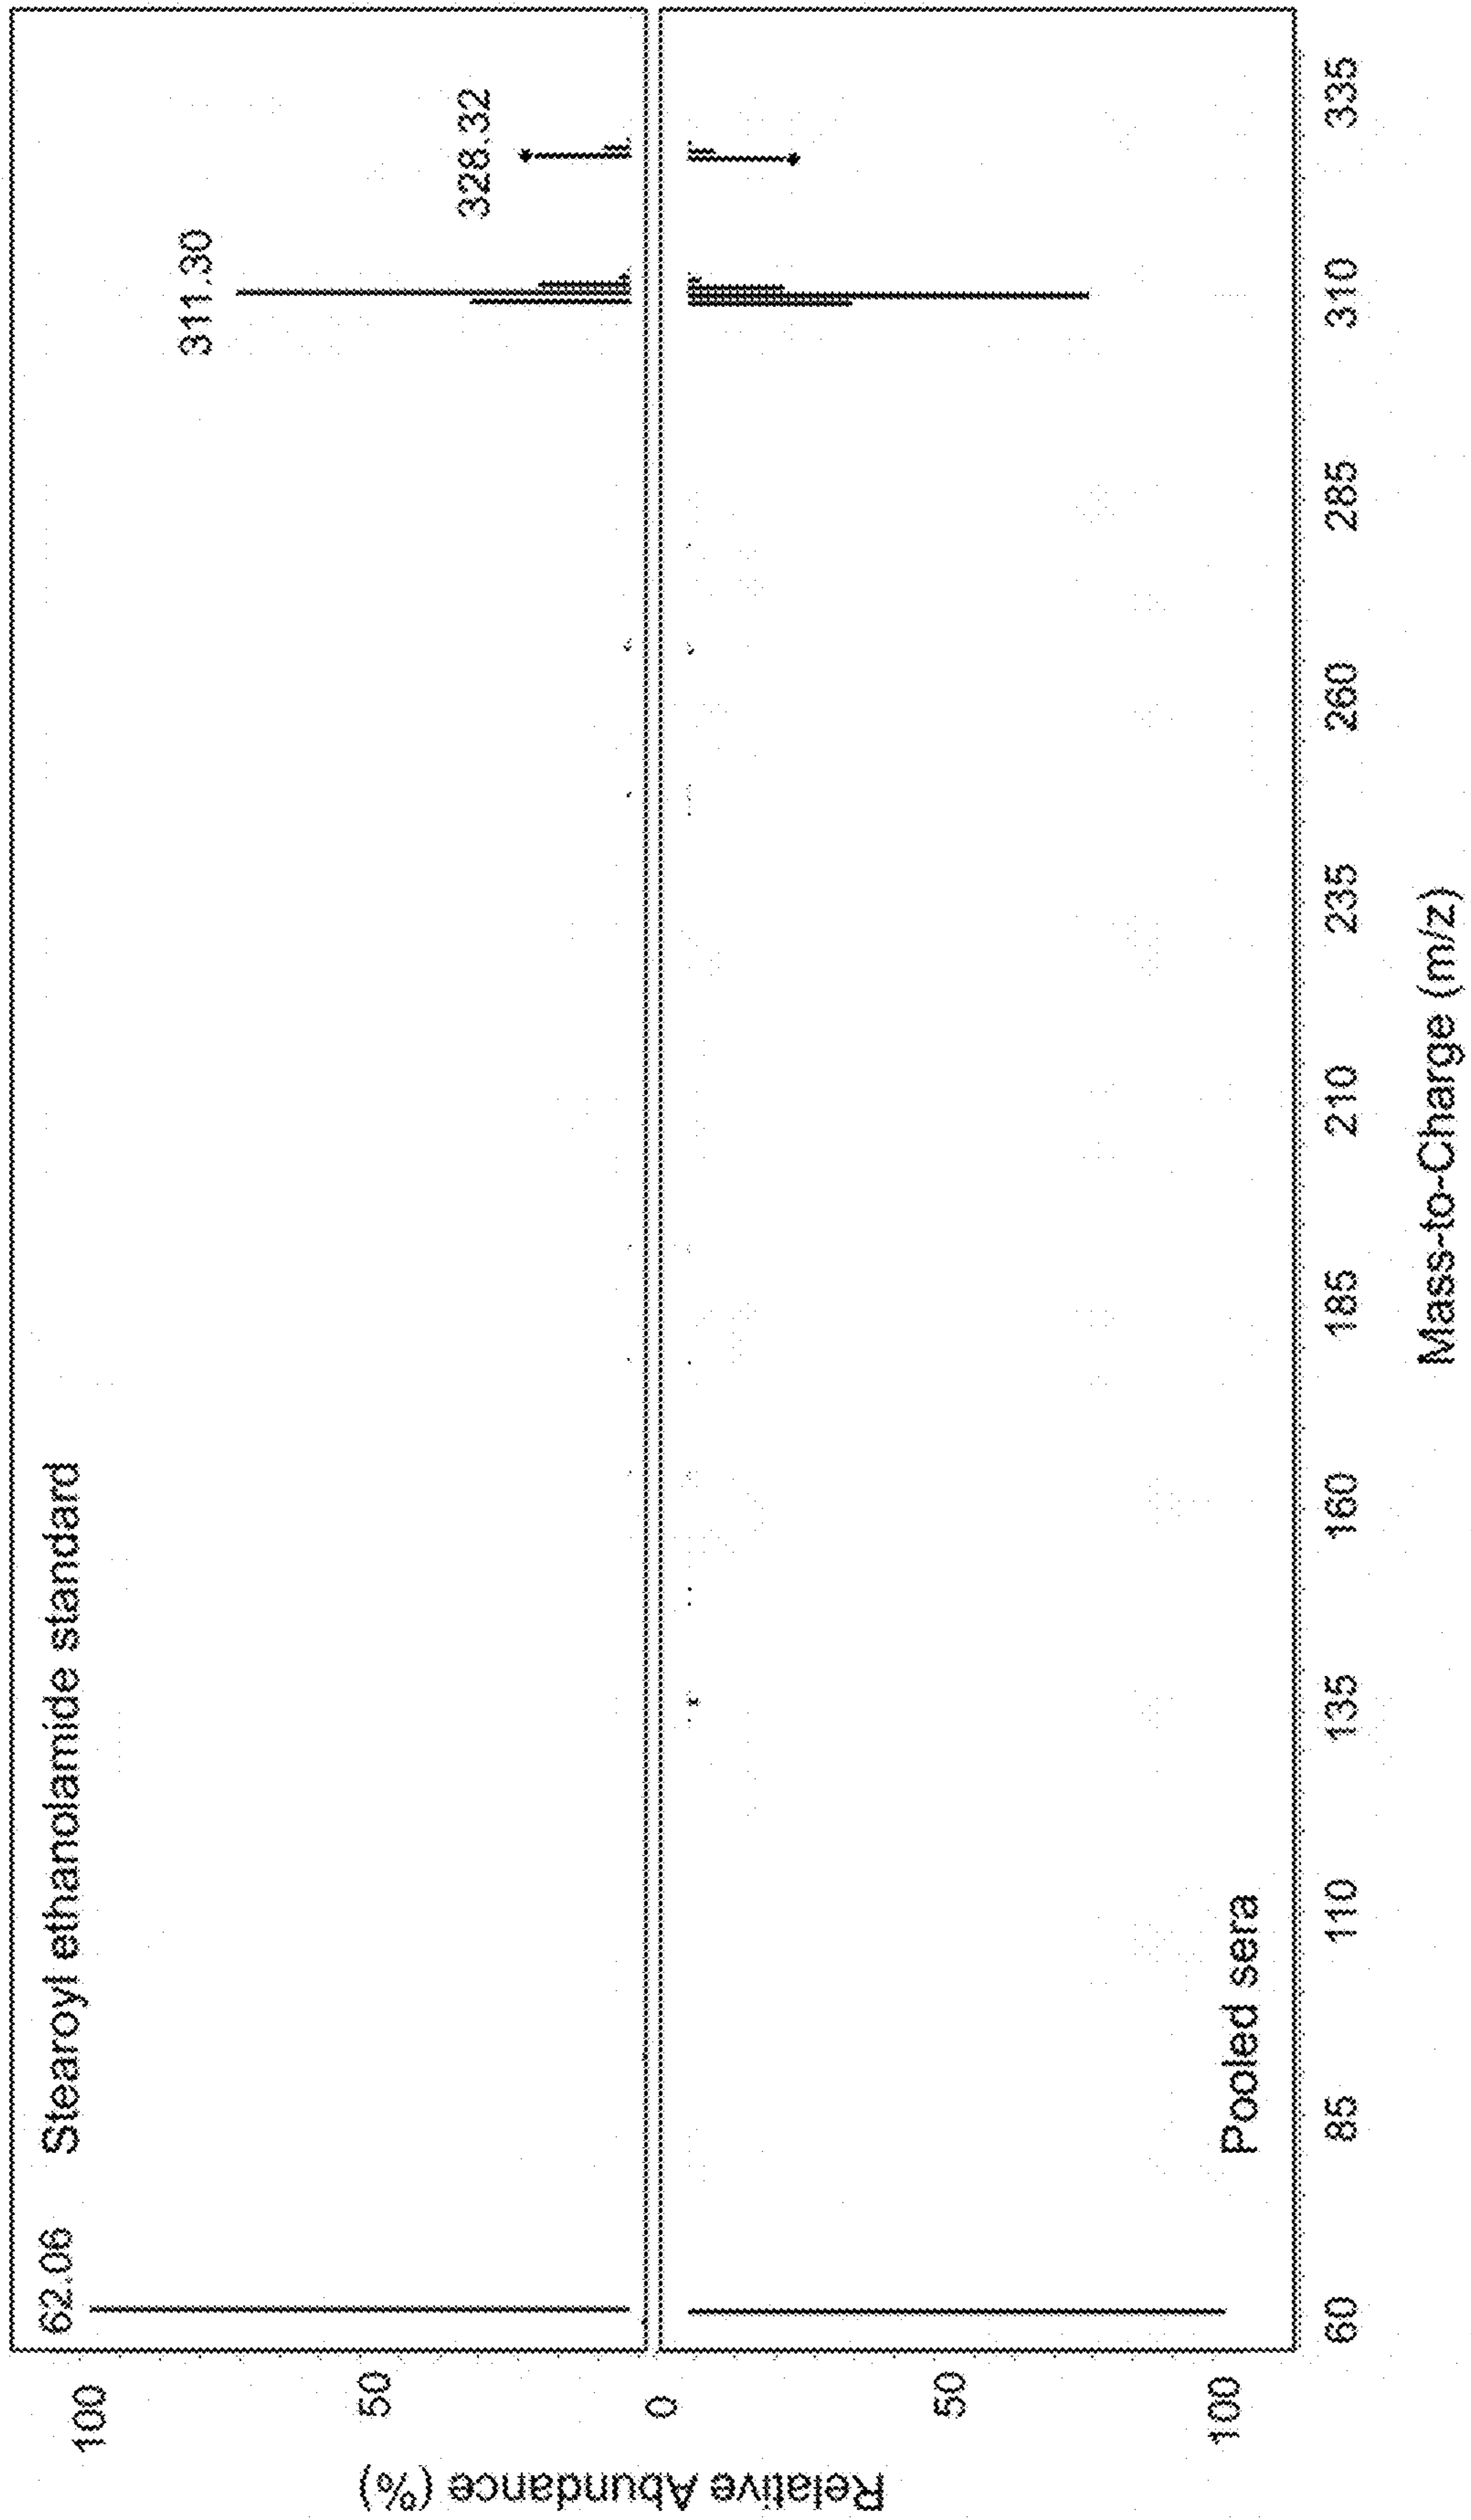 Stearoyl ethanolamide standard
62.06
311.30
328.32
Relative Abundance (%)
100
50
0
50
100
Pooled sera
60 85 110 135 160 185 210 235 260 285 310 335
Mass-to-Charge (m/z)